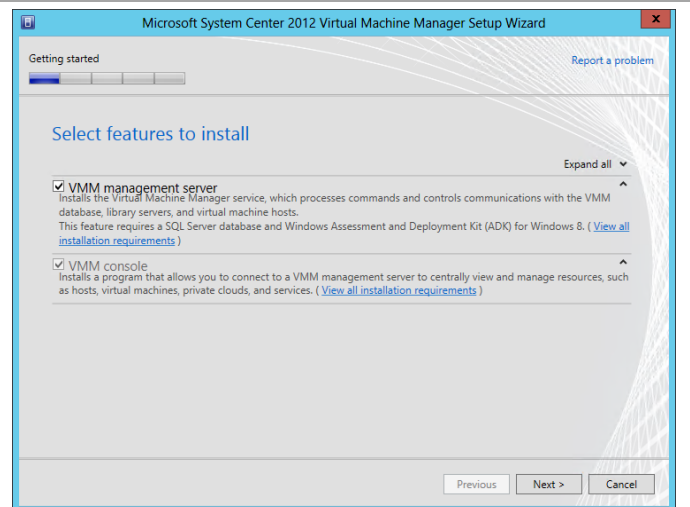 Microsoft System Center 2012 Virtual Machine Manager Setup Wizard
x
Getting started
Report a problem
Select features to install
Expand all
VMM management server
Installs the Virtual Machine Manager service, which processes commands and controls communications with the VMM
database, library servers, and virtual machine hosts.
This feature requires a SQL Server database and Windows Assessment and Deployment Kit (ADK) for Windows 8. ( View all
installation requirements )
VMM console
Installs a program that allows you to connect to a VMM management server to centrally view and manage resources, such
as hosts, virtual machines, private clouds, and services. ( View all installation requirements )
Previous
Next >
Cancel